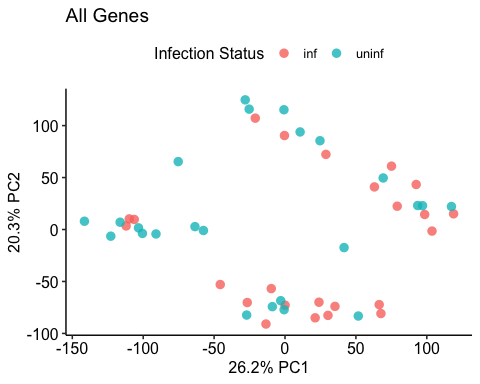 All Genes
Infection Status inf uninf
100
50
0
-50
-100
20.3% PC2
-150 -100 -50 0 50 100
26.2% PC1